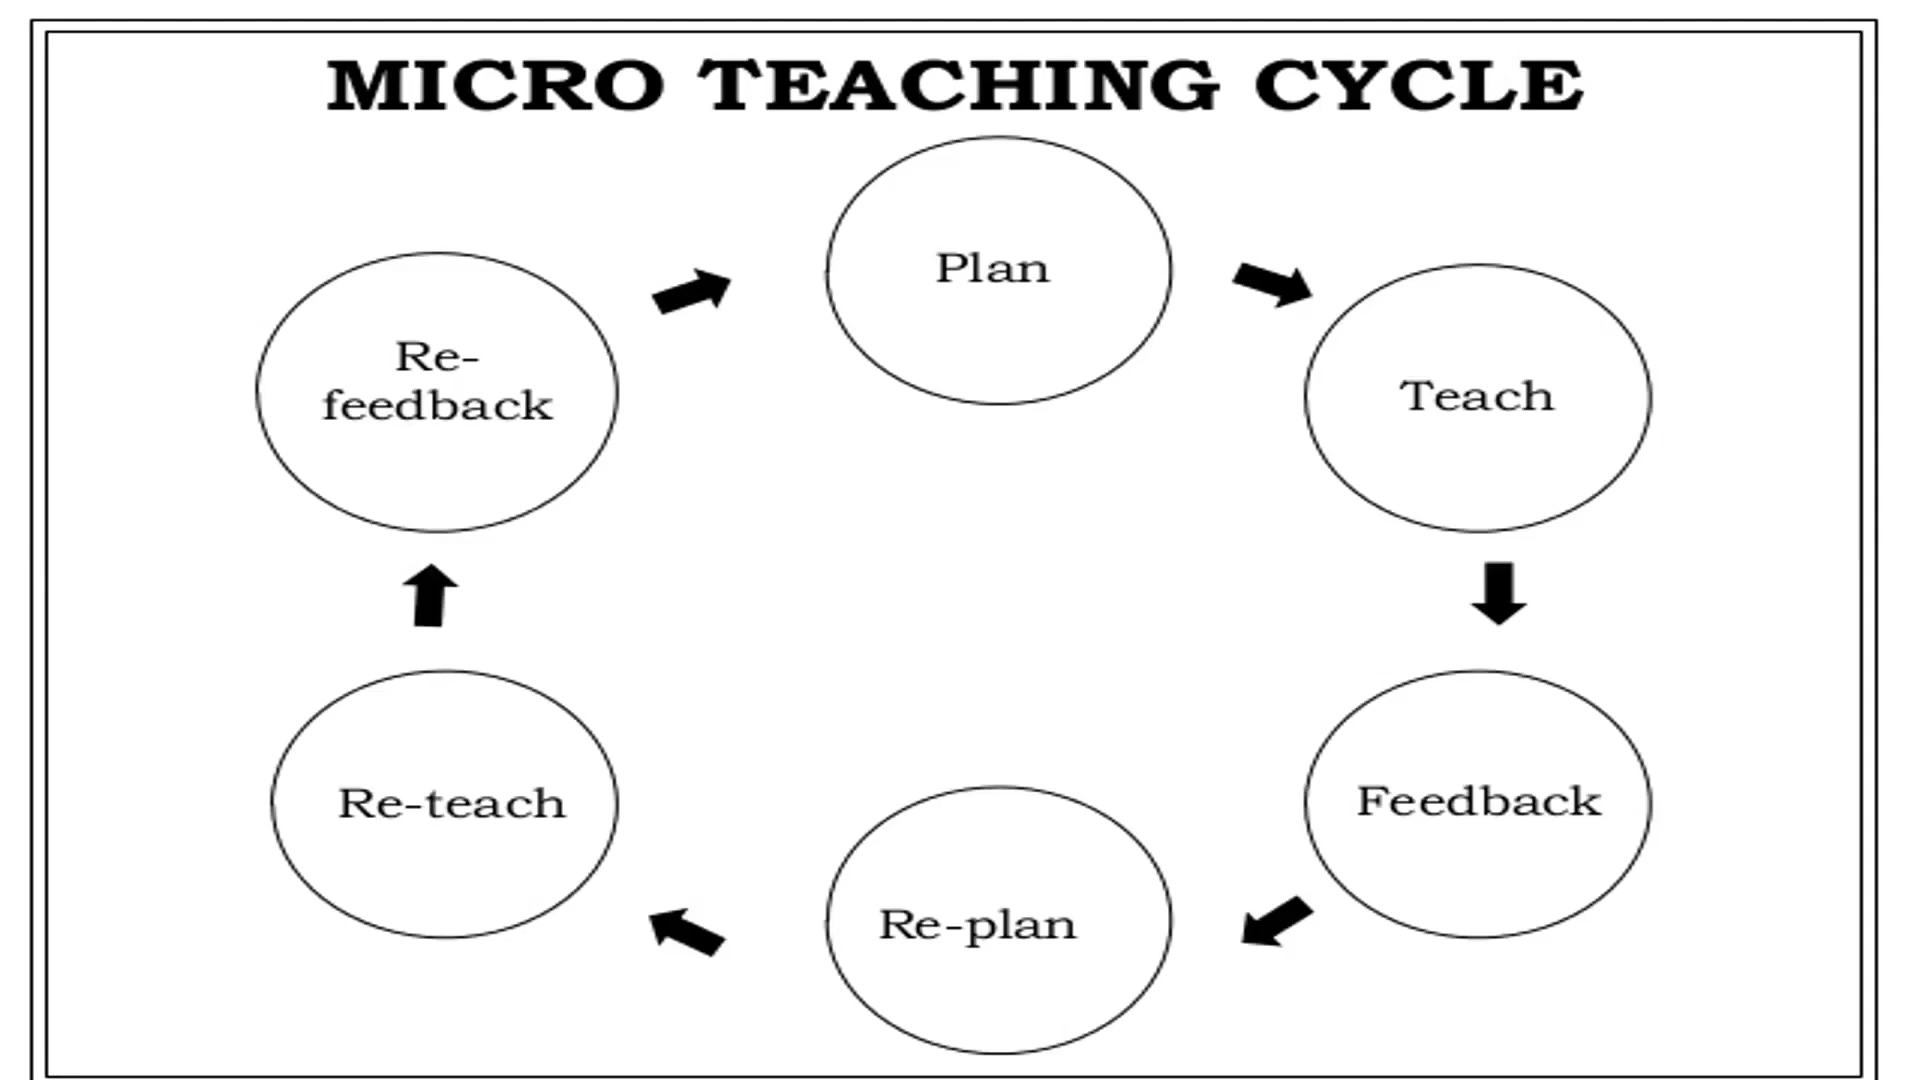 MICRO TEACHING CYCLE
Plan
Teach
Feedback
Re-plan
Re-teach
Re-
feedback